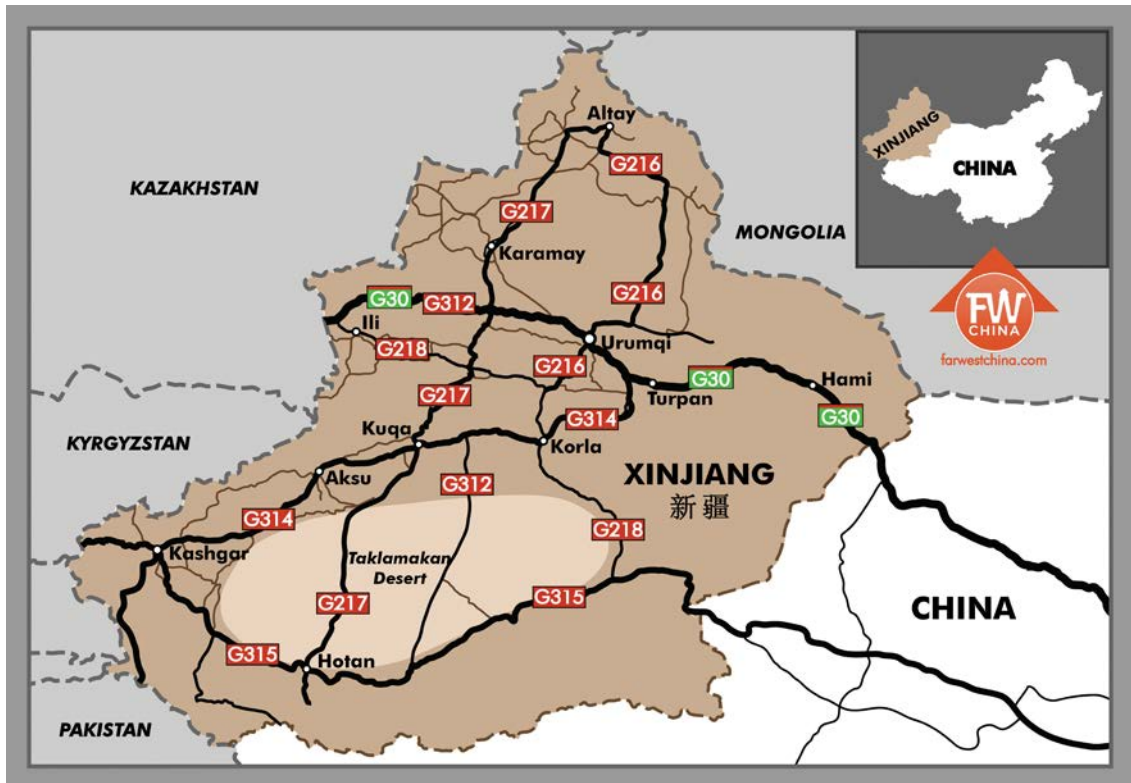 Altay
G216
KAZAKHSTAN
XINJIANG
CHINA
G217
MONGOLIA
Karamay
G30
G312
G216
FW
CHINA
farwestchina.com
Ili
Urumqi
G218
G216
G30
Hami
G217
Turpan
G314
G30
Kuqa
KYRGYZSTAN
Korla
Aksu
XINJIANG
新疆
G312
G314
G218
Kashgar
Taklamakan
Desert
G217
G315
CHINA
G315
Hotan
PAKISTAN